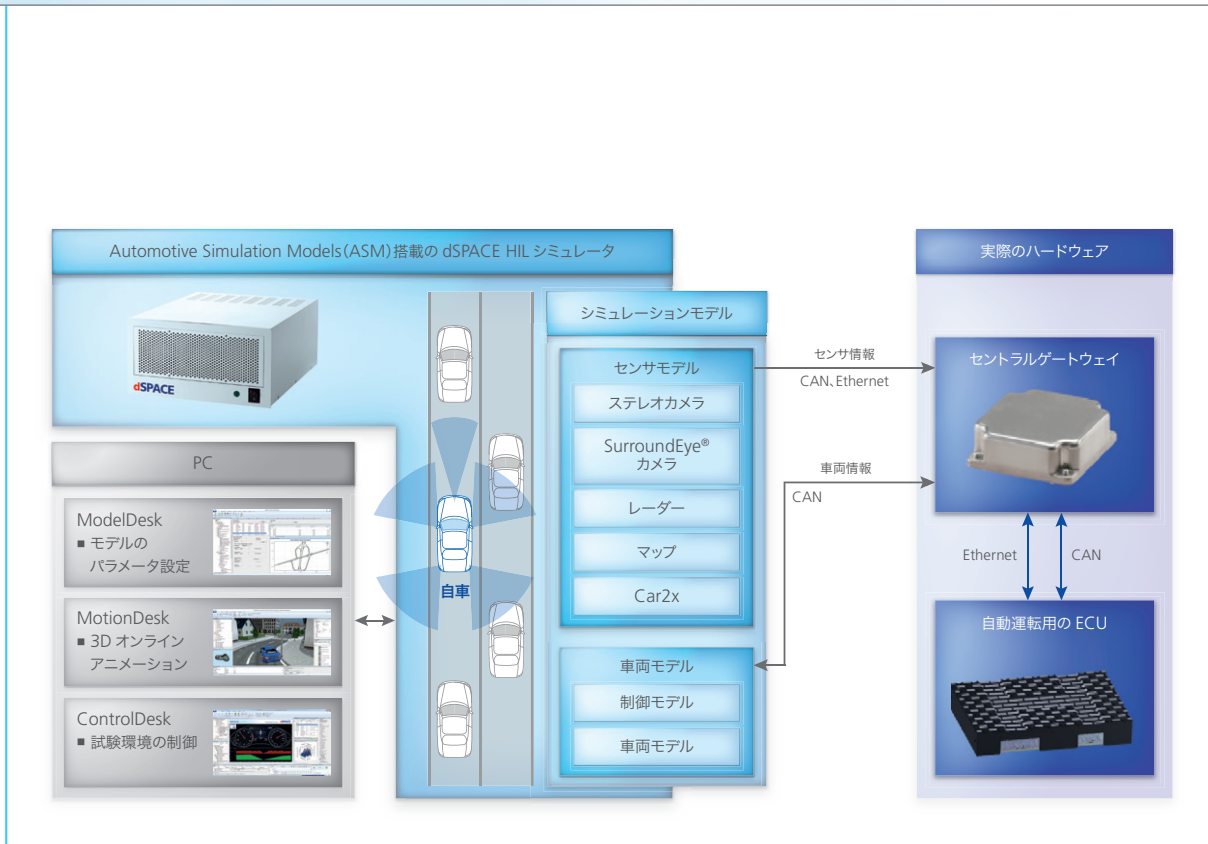 Automotive Simulation Models(ASM)搭載の dSPACE HIL シミュレータ
dSPACE
PC
ModelDesk
■ モデルの
パラメータ設定
MotionDesk
■ 3D オンライン
アニメーション
ControlDesk
■ 試験環境の制御
自車
シミュレーションモデル
センサモデル
ステレオカメラ
SurroundEye®
カメラ
レーダー
マップ
Car2x
車両モデル
制御モデル
車両モデル
センサ情報
CAN、Ethernet
車両情報
CAN
実際のハードウェア
セントラルゲートウェイ
Ethernet
CAN
自動運転用の ECU